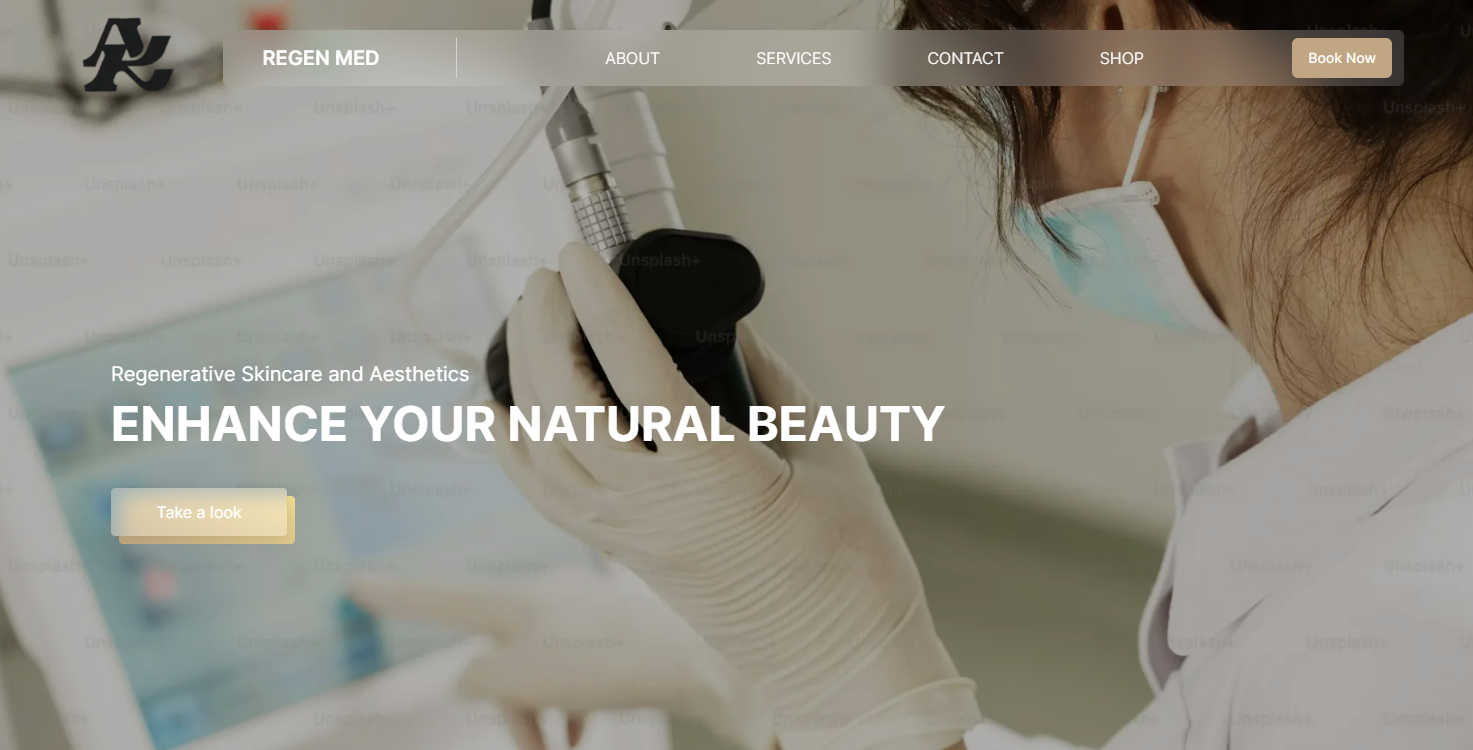 REGEN MED
ABOUT
SERVICES
CONTACT
SHOP
Book Now
Regenerative Skincare and Aesthetics
ENHANCE YOUR NATURAL BEAUTY
Take a look
Unsplash+